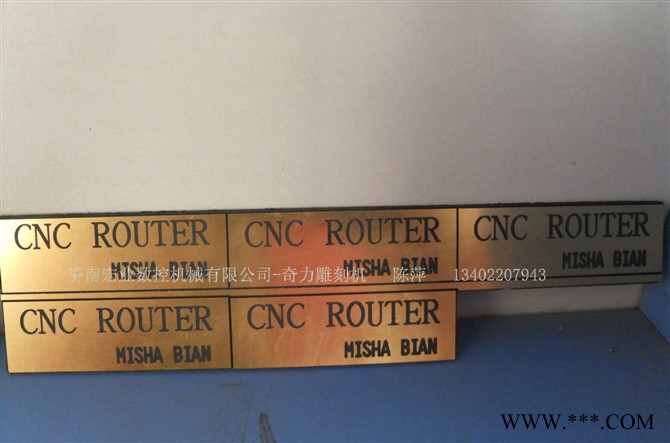 CNC ROUTER CNC ROUTER CNC ROUTER
MISHA BIAN MISHA BIAN MISHA BIAN
济南宏业数控机械有限公司-奇力雕刻机 陈萍 13402207943
CNC ROUTER CNC ROUTER
MISHA BIAN MISHA BIAN
WWW.***.COM